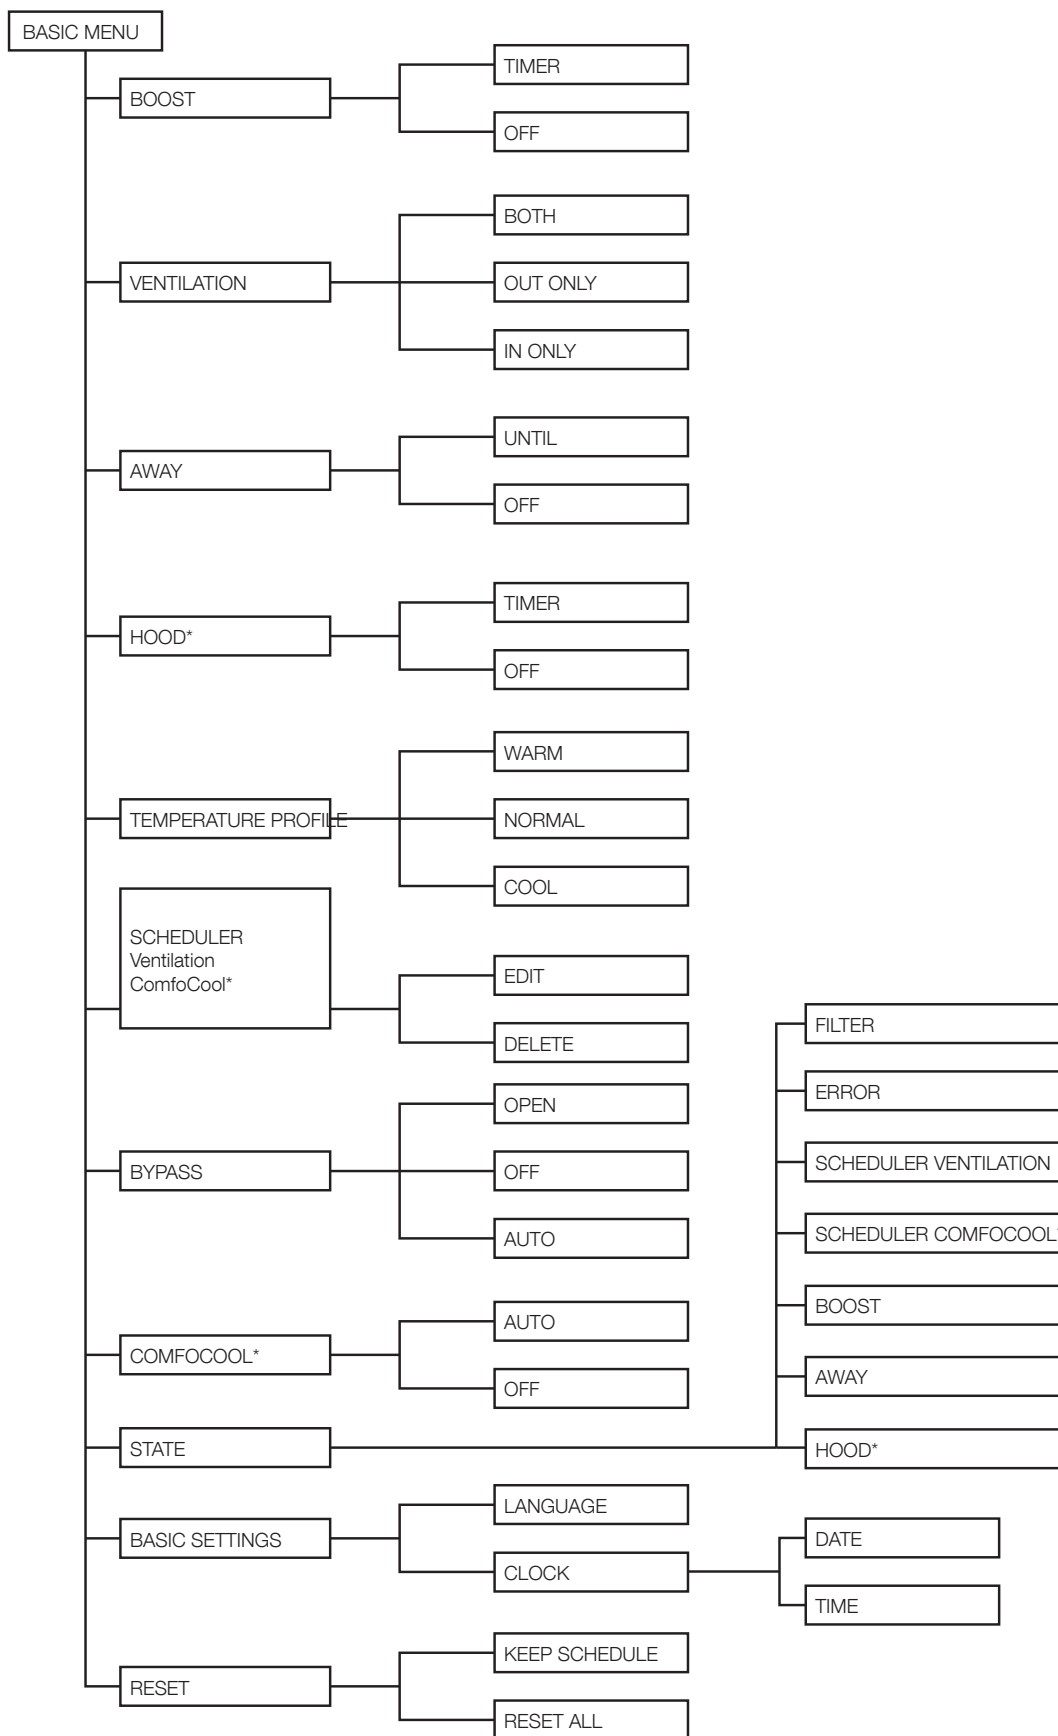 BASIC MENU
BOOST
TIMER
OFF
VENTILATION
BOTH
OUT ONLY
IN ONLY
AWAY
UNTIL
OFF
HOOD*
TIMER
OFF
TEMPERATURE PROFILE
WARM
NORMAL
COOL
SCHEDULER
Ventilation
ComfoCool*
EDIT
DELETE
BYPASS
OPEN
OFF
AUTO
COMFOCOOL*
AUTO
OFF
STATE
FILTER
ERROR
SCHEDULER VENTILATION
SCHEDULER COMFOCOOL*
BOOST
AWAY
HOOD*
BASIC SETTINGS
LANGUAGE
CLOCK
DATE
TIME
RESET
KEEP SCHEDULE
RESET ALL